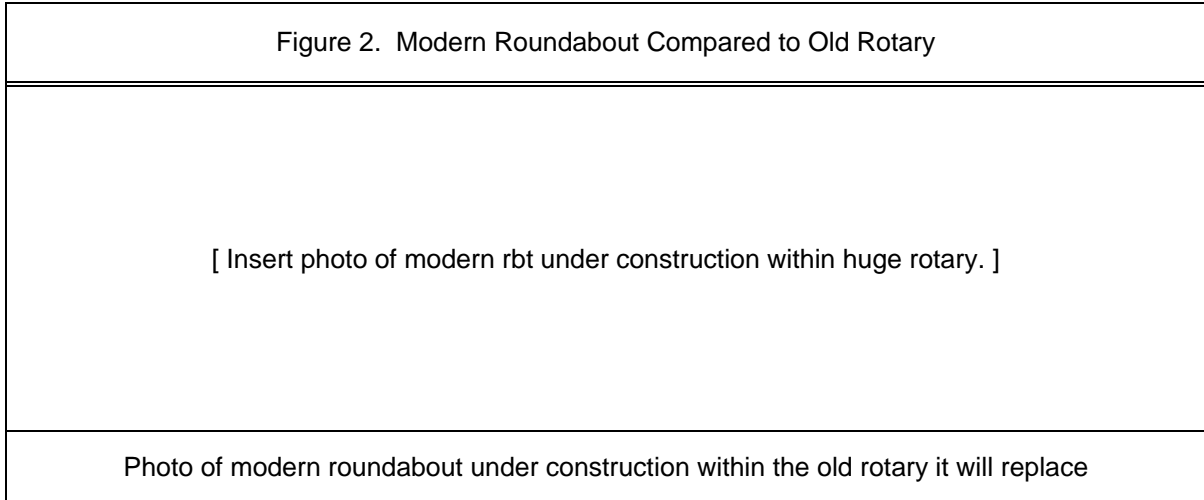 Figure 2.  Modern Roundabout Compared to Old Rotary
[ Insert photo of modern rbt under construction within huge rotary. ]
Photo of modern roundabout under construction within the old rotary it will replace